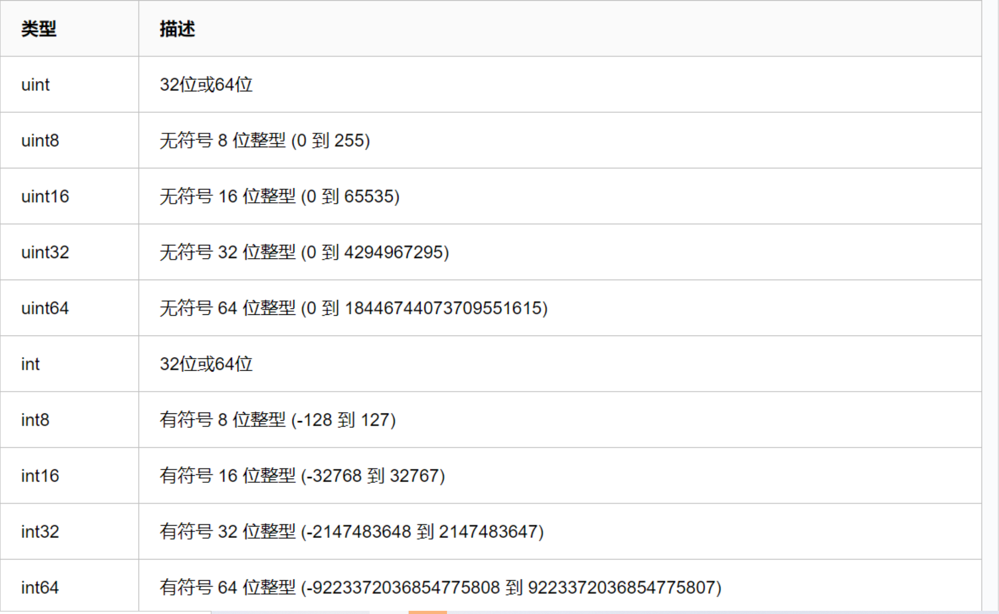 类型 描述
uint 32位或64位
uint8 无符号 8 位整型 (0 到 255)
uint16 无符号 16 位整型 (0 到 65535)
uint32 无符号 32 位整型 (0 到 4294967295)
uint64 无符号 64 位整型 (0 到 18446744073709551615)
int 32位或64位
int8 有符号 8 位整型 (-128 到 127)
int16 有符号 16 位整型 (-32768 到 32767)
int32 有符号 32 位整型 (-2147483648 到 2147483647)
int64 有符号 64 位整型 (-9223372036854775808 到 9223372036854775807)